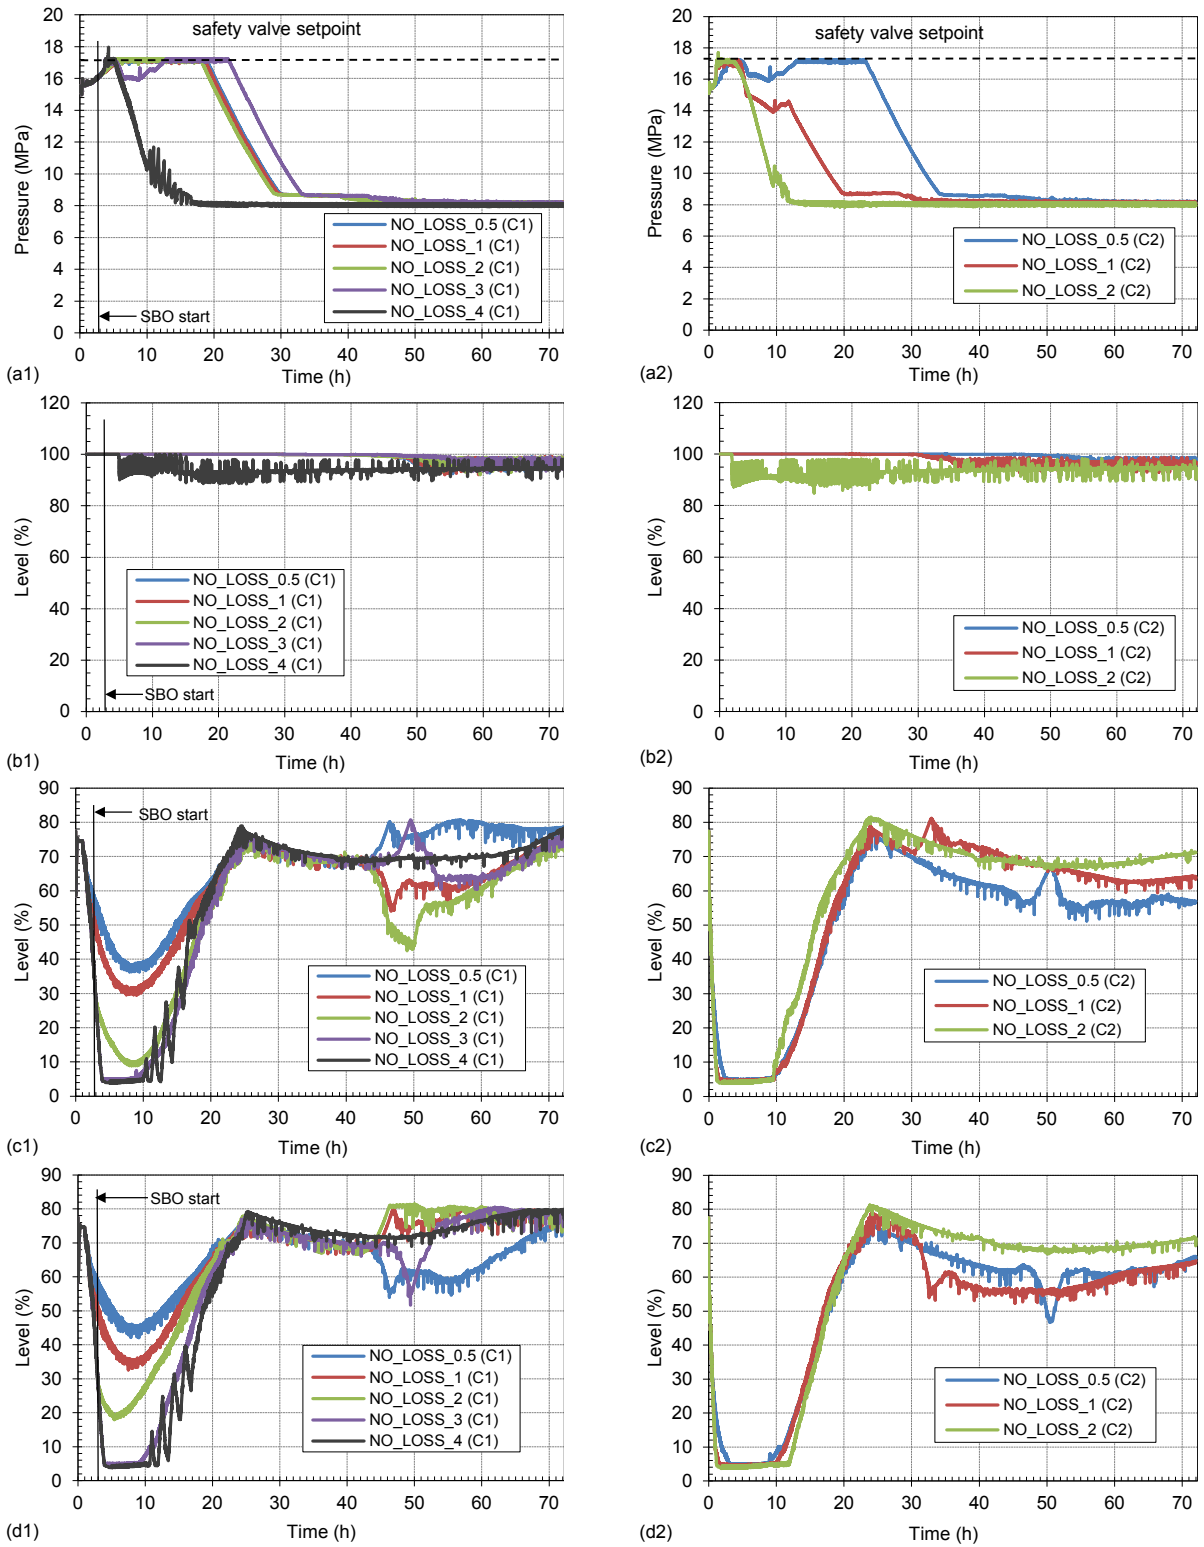 safety valve setpoint
20
18
16
14
12
10
8
6
4
2
0
Pressure (MPa)
NO_LOSS_0.5 (C1)
NO_LOSS_1 (C1)
NO_LOSS_2 (C1)
NO_LOSS_3 (C1)
NO_LOSS_4 (C1)
SBO start
0 10 20 30 40 50 60 70
Time (h)
(a1)
safety valve setpoint
20
18
16
14
12
10
8
6
4
2
0
Pressure (MPa)
NO_LOSS_0.5 (C2)
NO_LOSS_1 (C2)
NO_LOSS_2 (C2)
0 10 20 30 40 50 60 70
Time (h)
(a2)
120
100
80
60
40
20
0
Level (%)
NO_LOSS_0.5 (C1)
NO_LOSS_1 (C1)
NO_LOSS_2 (C1)
NO_LOSS_3 (C1)
NO_LOSS_4 (C1)
SBO start
0 10 20 30 40 50 60 70
Time (h)
(b1)
120
100
80
60
40
20
0
Level (%)
NO_LOSS_0.5 (C2)
NO_LOSS_1 (C2)
NO_LOSS_2 (C2)
0 10 20 30 40 50 60 70
Time (h)
(b2)
90
80
70
60
50
40
30
20
10
0
Level (%)
SBO start
NO_LOSS_0.5 (C1)
NO_LOSS_1 (C1)
NO_LOSS_2 (C1)
NO_LOSS_3 (C1)
NO_LOSS_4 (C1)
0 10 20 30 40 50 60 70
Time (h)
(c1)
90
80
70
60
50
40
30
20
10
0
Level (%)
NO_LOSS_0.5 (C2)
NO_LOSS_1 (C2)
NO_LOSS_2 (C2)
0 10 20 30 40 50 60 70
Time (h)
(c2)
90
80
70
60
50
40
30
20
10
0
Level (%)
SBO start
NO_LOSS_0.5 (C1)
NO_LOSS_1 (C1)
NO_LOSS_2 (C1)
NO_LOSS_3 (C1)
NO_LOSS_4 (C1)
0 10 20 30 40 50 60 70
Time (h)
(d1)
90
80
70
60
50
40
30
20
10
0
Level (%)
NO_LOSS_0.5 (C2)
NO_LOSS_1 (C2)
NO_LOSS_2 (C2)
0 10 20 30 40 50 60 70
Time (h)
(d2)